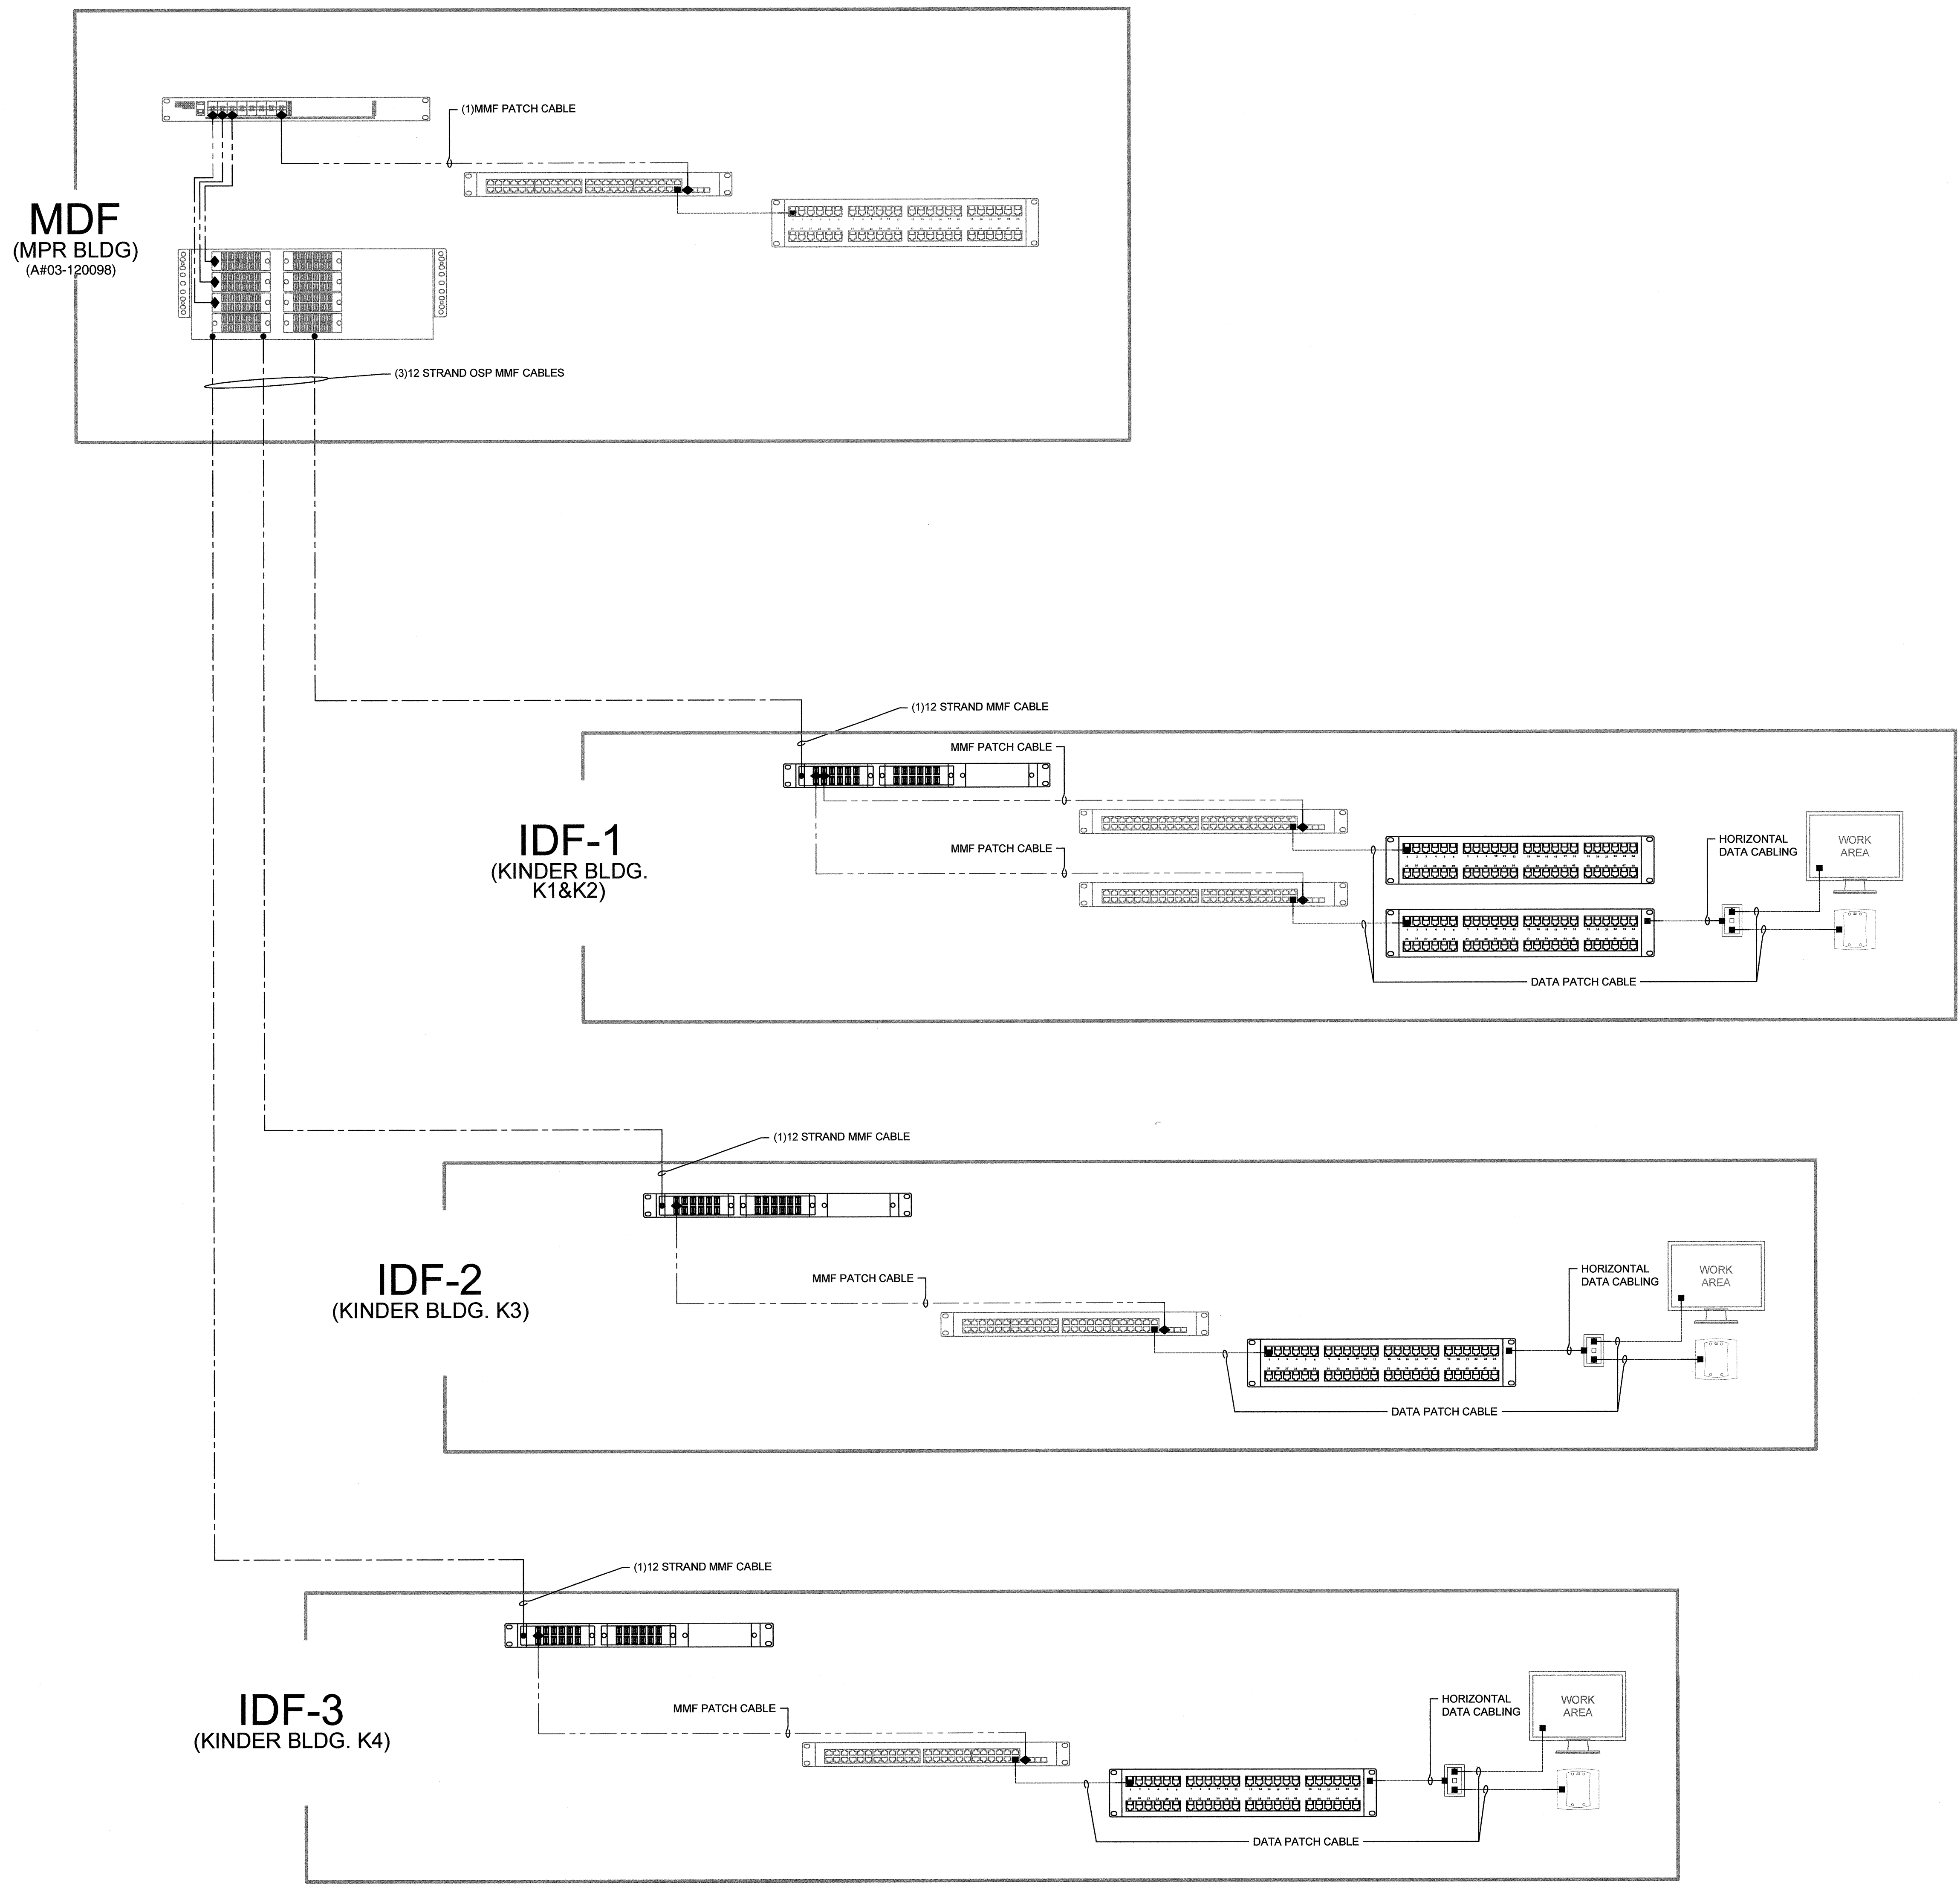 (1)MMF PATCH CABLE
MDF
(MPR BLDG)
(A#03-120098)
(3)12 STRAND OSP MMF CABLES
(1)12 STRAND MMF CABLE
MMF PATCH CABLE
IDF-1
(KINDER BLDG.
K1&K2)
MMF PATCH CABLE
HORIZONTAL
DATA CABLING
WORK
AREA
DATA PATCH CABLE
(1)12 STRAND MMF CABLE
IDF-2
(KINDER BLDG. K3)
MMF PATCH CABLE
HORIZONTAL
DATA CABLING
WORK
AREA
DATA PATCH CABLE
(1)12 STRAND MMF CABLE
IDF-3
(KINDER BLDG. K4)
MMF PATCH CABLE
HORIZONTAL
DATA CABLING
WORK
AREA
DATA PATCH CABLE